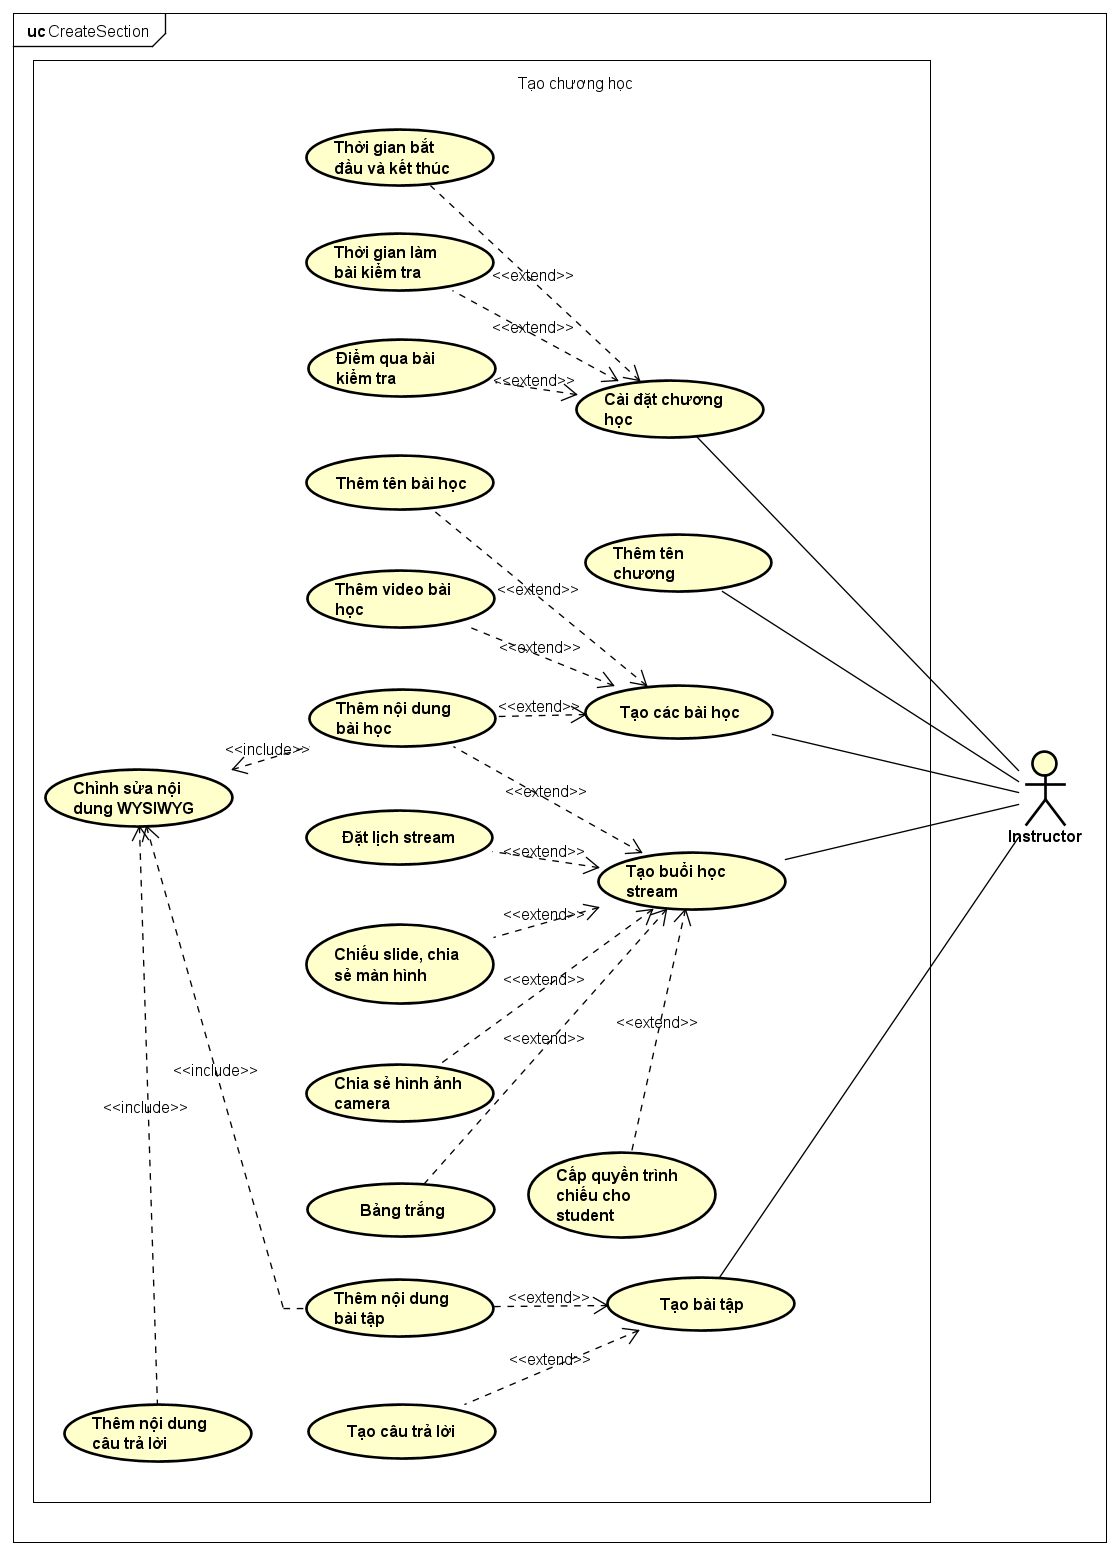 uc CreateSection
Tạo chương học
Thời gian bắt
đầu và kết thúc
Thời gian làm
bài kiểm tra
<<extend>>
<<extend>>
Điểm qua bài
kiểm tra
<<extend>>
Cài đặt chương
học
Thêm tên bài học
Thêm tên
chương
Thêm video bài
học
<<extend>>
<<extend>>
Thêm nội dung
bài học
<<extend>>
Tạo các bài học
<<include>>
Chỉnh sửa nội
dung WYSIWYG
<<extend>>
Instructor
Đặt lịch stream
<<extend>>
Tạo buổi học
stream
<<extend>>
Chiếu slide, chia
sẻ màn hình
<<extend>>
<<extend>>
<<extend>>
<<include>>
Chia sẻ hình ảnh
camera
<<include>>
Cấp quyền trình
chiếu cho
student
Bảng trắng
Thêm nội dung
bài tập
<<extend>>
Tạo bài tập
<<extend>>
Thêm nội dung
câu trả lời
Tạo câu trả lời